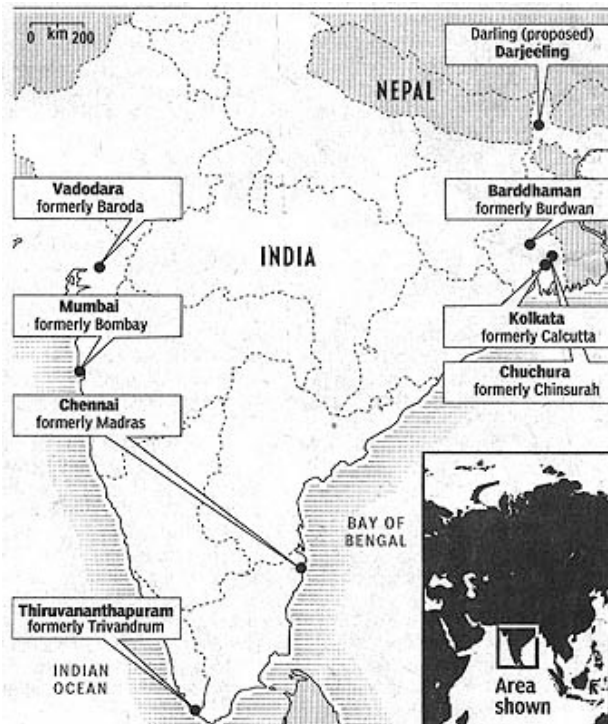 0 km 200
Darling (proposed)
Darjeeling
NEPAL
Vadodara
formerly Baroda
Barddhaman
formerly Burdwan
INDIA
Mumbai
formerly Bombay
Kolkata
formerly Calcutta
Chuchura
formerly Chinsurah
Chennai
formerly Madras
BAY OF
BENGAL
Thiruvananthapuram
formerly Trivandrum
INDIAN
OCEAN
Area
shown